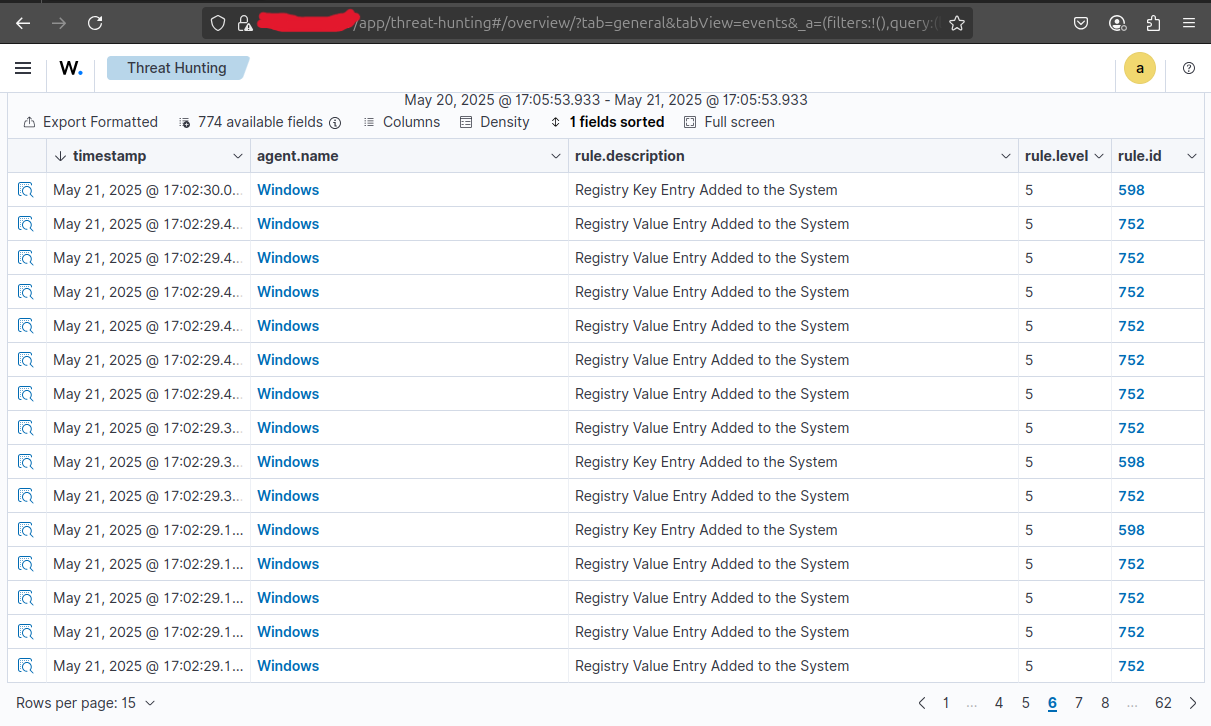 /app/threat-hunting#/overview/?tab=general&tabView=events&_a=(filters:!(),query:(
W. Threat Hunting a
May 20, 2025 @ 17:05:53.933 - May 21, 2025 @ 17:05:53.933
Export Formatted 774 available fields Columns Density 1 fields sorted Full screen
timestamp agent.name rule.description rule.level rule.id
May 21, 2025 @ 17:02:30.0... Windows Registry Key Entry Added to the System 5 598
May 21, 2025 @ 17:02:29.4... Windows Registry Value Entry Added to the System 5 752
May 21, 2025 @ 17:02:29.4... Windows Registry Value Entry Added to the System 5 752
May 21, 2025 @ 17:02:29.4... Windows Registry Value Entry Added to the System 5 752
May 21, 2025 @ 17:02:29.4... Windows Registry Value Entry Added to the System 5 752
May 21, 2025 @ 17:02:29.4... Windows Registry Value Entry Added to the System 5 752
May 21, 2025 @ 17:02:29.4... Windows Registry Value Entry Added to the System 5 752
May 21, 2025 @ 17:02:29.3... Windows Registry Value Entry Added to the System 5 752
May 21, 2025 @ 17:02:29.3... Windows Registry Key Entry Added to the System 5 598
May 21, 2025 @ 17:02:29.3... Windows Registry Value Entry Added to the System 5 752
May 21, 2025 @ 17:02:29.1... Windows Registry Key Entry Added to the System 5 598
May 21, 2025 @ 17:02:29.1... Windows Registry Value Entry Added to the System 5 752
May 21, 2025 @ 17:02:29.1... Windows Registry Value Entry Added to the System 5 752
May 21, 2025 @ 17:02:29.1... Windows Registry Value Entry Added to the System 5 752
May 21, 2025 @ 17:02:29.1... Windows Registry Value Entry Added to the System 5 752
Rows per page: 15 1 ... 4 5 6 7 8 ... 62